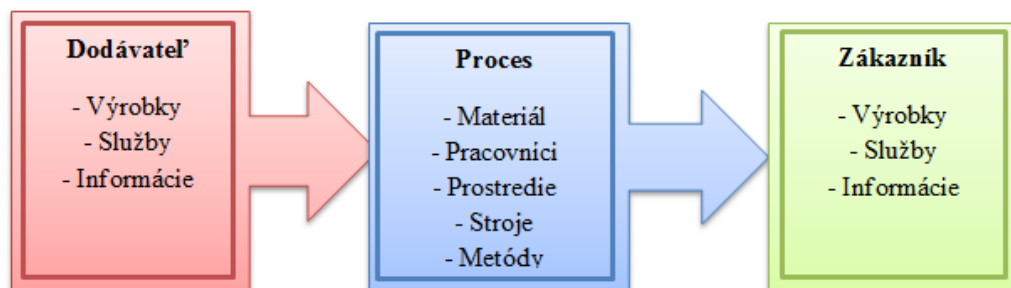 Dodávateľ
- Výrobky
- Služby
- Informácie
Proces
- Materiál
- Pracovníci
- Prostredie
- Stroje
- Metódy
Zákazník
- Výrobky
- Služby
- Informácie